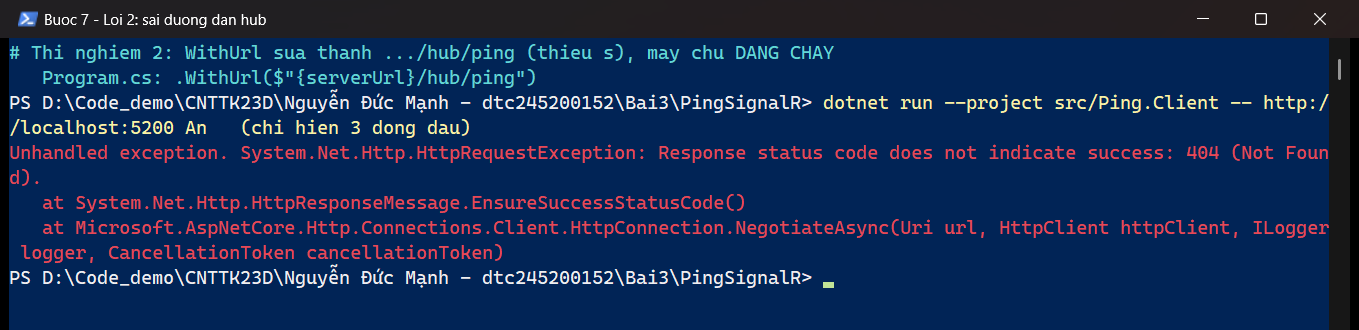 Buoc 7 - Loi 2: sai duong dan hub
# Thi nghiem 2: WithUrl sua thanh .../hub/ping (thieu s), may chu DANG CHAY
   Program.cs: .WithUrl($"{serverUrl}/hub/ping")
PS D:\Code_demo\CNTTK23D\Nguyễn Đức Mạnh - dtc245200152\Bai3\PingSignalR> dotnet run --project src/Ping.Client -- http:/
/localhost:5200 An   (chi hien 3 dong dau)
Unhandled exception. System.Net.Http.HttpRequestException: Response status code does not indicate success: 404 (Not Foun
d).
   at System.Net.Http.HttpResponseMessage.EnsureSuccessStatusCode()
   at Microsoft.AspNetCore.Http.Connections.Client.HttpConnection.NegotiateAsync(Uri url, HttpClient httpClient, ILogger
 logger, CancellationToken cancellationToken)
PS D:\Code_demo\CNTTK23D\Nguyễn Đức Mạnh - dtc245200152\Bai3\PingSignalR>